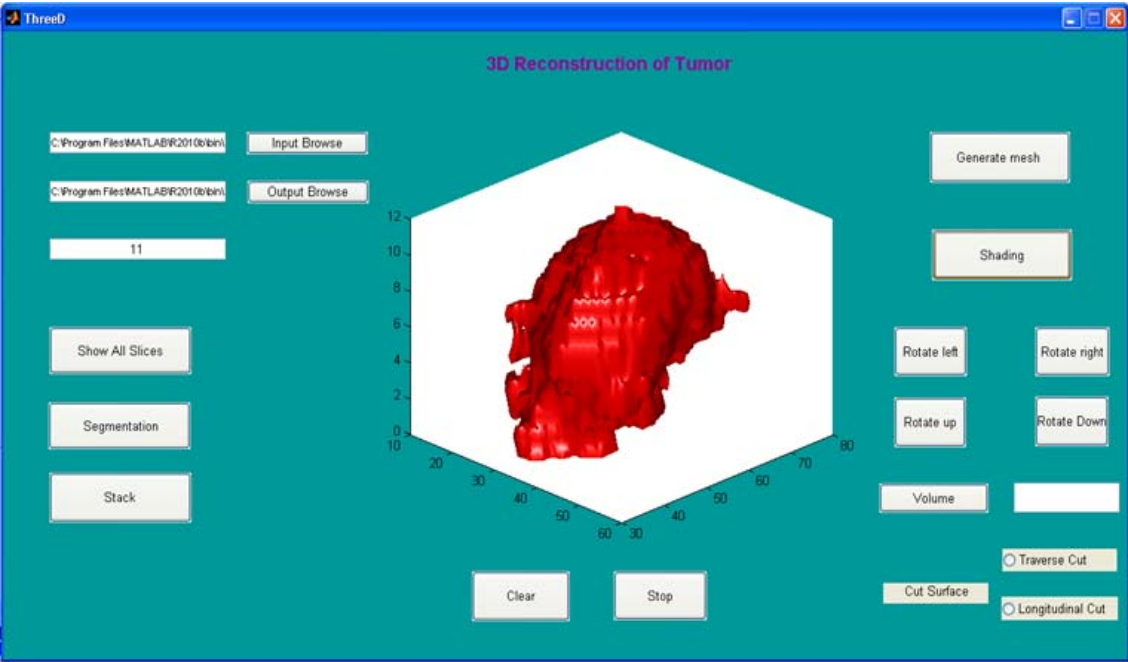 ThreeD
3D Reconstruction of Tumor
C:\Program Files\MATLAB\R2010b\bin\
Input Browse
C:\Program Files\MATLAB\R2010b\bin\
Output Browse
11
Show All Slices
Segmentation
Stack
12
10
8
6
4
2
0
10
20
30
40
50
60
30
40
50
60
70
80
Clear
Stop
Generate mesh
Shading
Rotate left
Rotate right
Rotate up
Rotate Down
Volume
Cut Surface
Traverse Cut
Longitudinal Cut